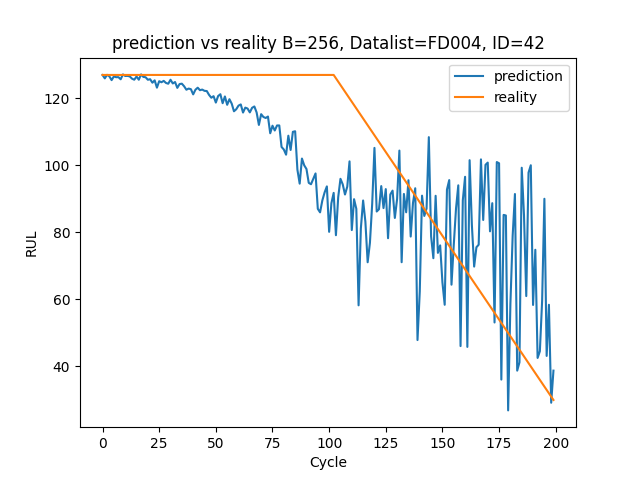 prediction vs reality B=256, Datalist=FD004, ID=42
prediction
reality
RUL
120
100
80
60
40
0 25 50 75 100 125 150 175 200
Cycle